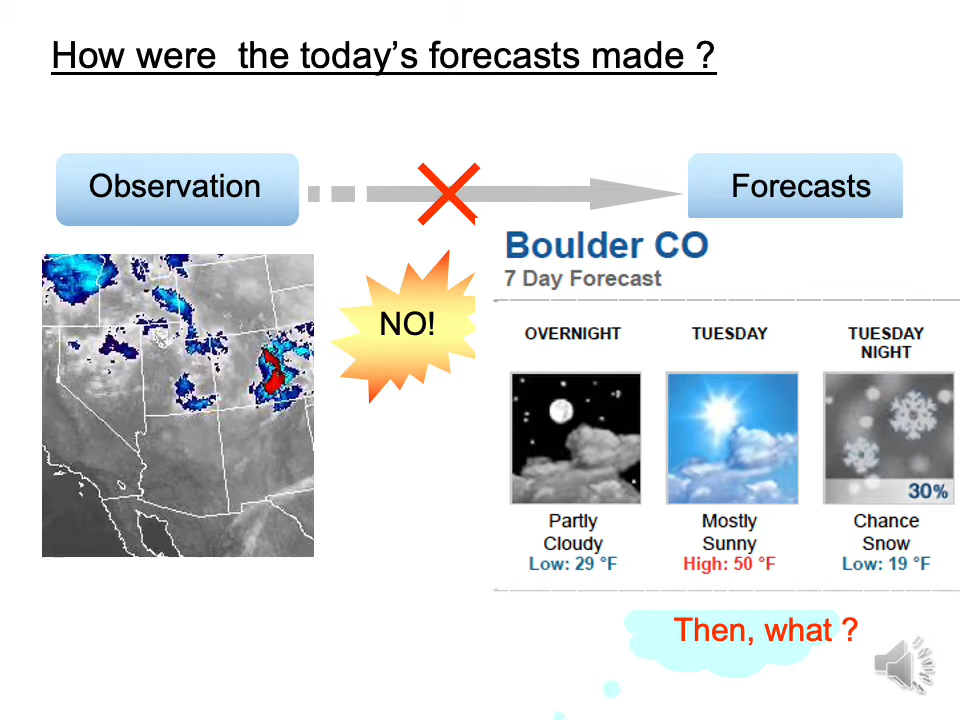 How were  the today’s forecasts made ?
Observation
Forecasts
NO!
Boulder CO
7 Day Forecast
OVERNIGHT
TUESDAY
TUESDAY
NIGHT
30%
Partly
Cloudy
Low: 29 °F
Mostly
Sunny
High: 50 °F
Chance
Snow
Low: 19 °F
Then, what ?